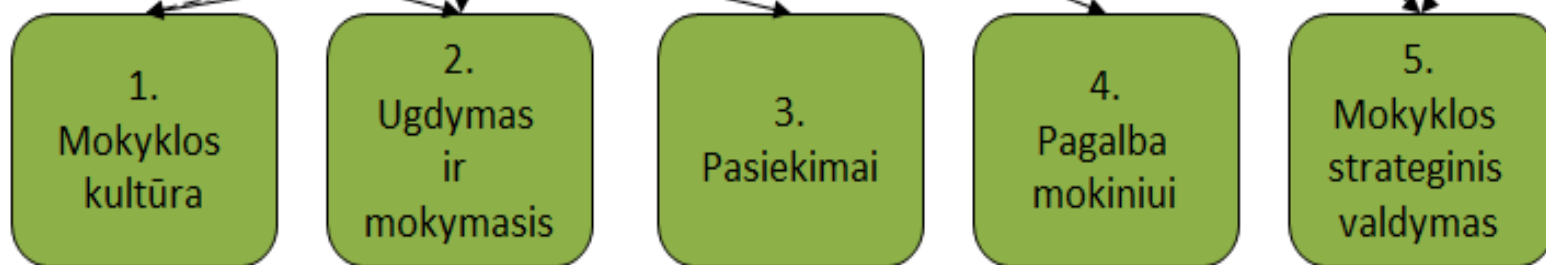 1.
Mokyklos
kultūra
2.
Ugdymas
ir
mokymasis
3.
Pasiekimai
4.
Pagalba
mokiniui
5.
Mokyklos
strateginis
valdymas